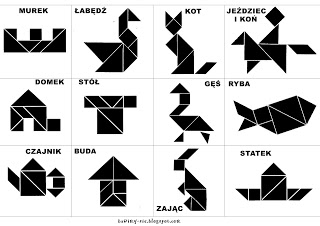 MUREK
ŁABĘDŹ
KOT
JEŹDZIEC
I KOŃ
DOMEK
STÓŁ
GĘŚ
RYBA
CZAJNIK
BUDA
ZAJĄC
STATEK